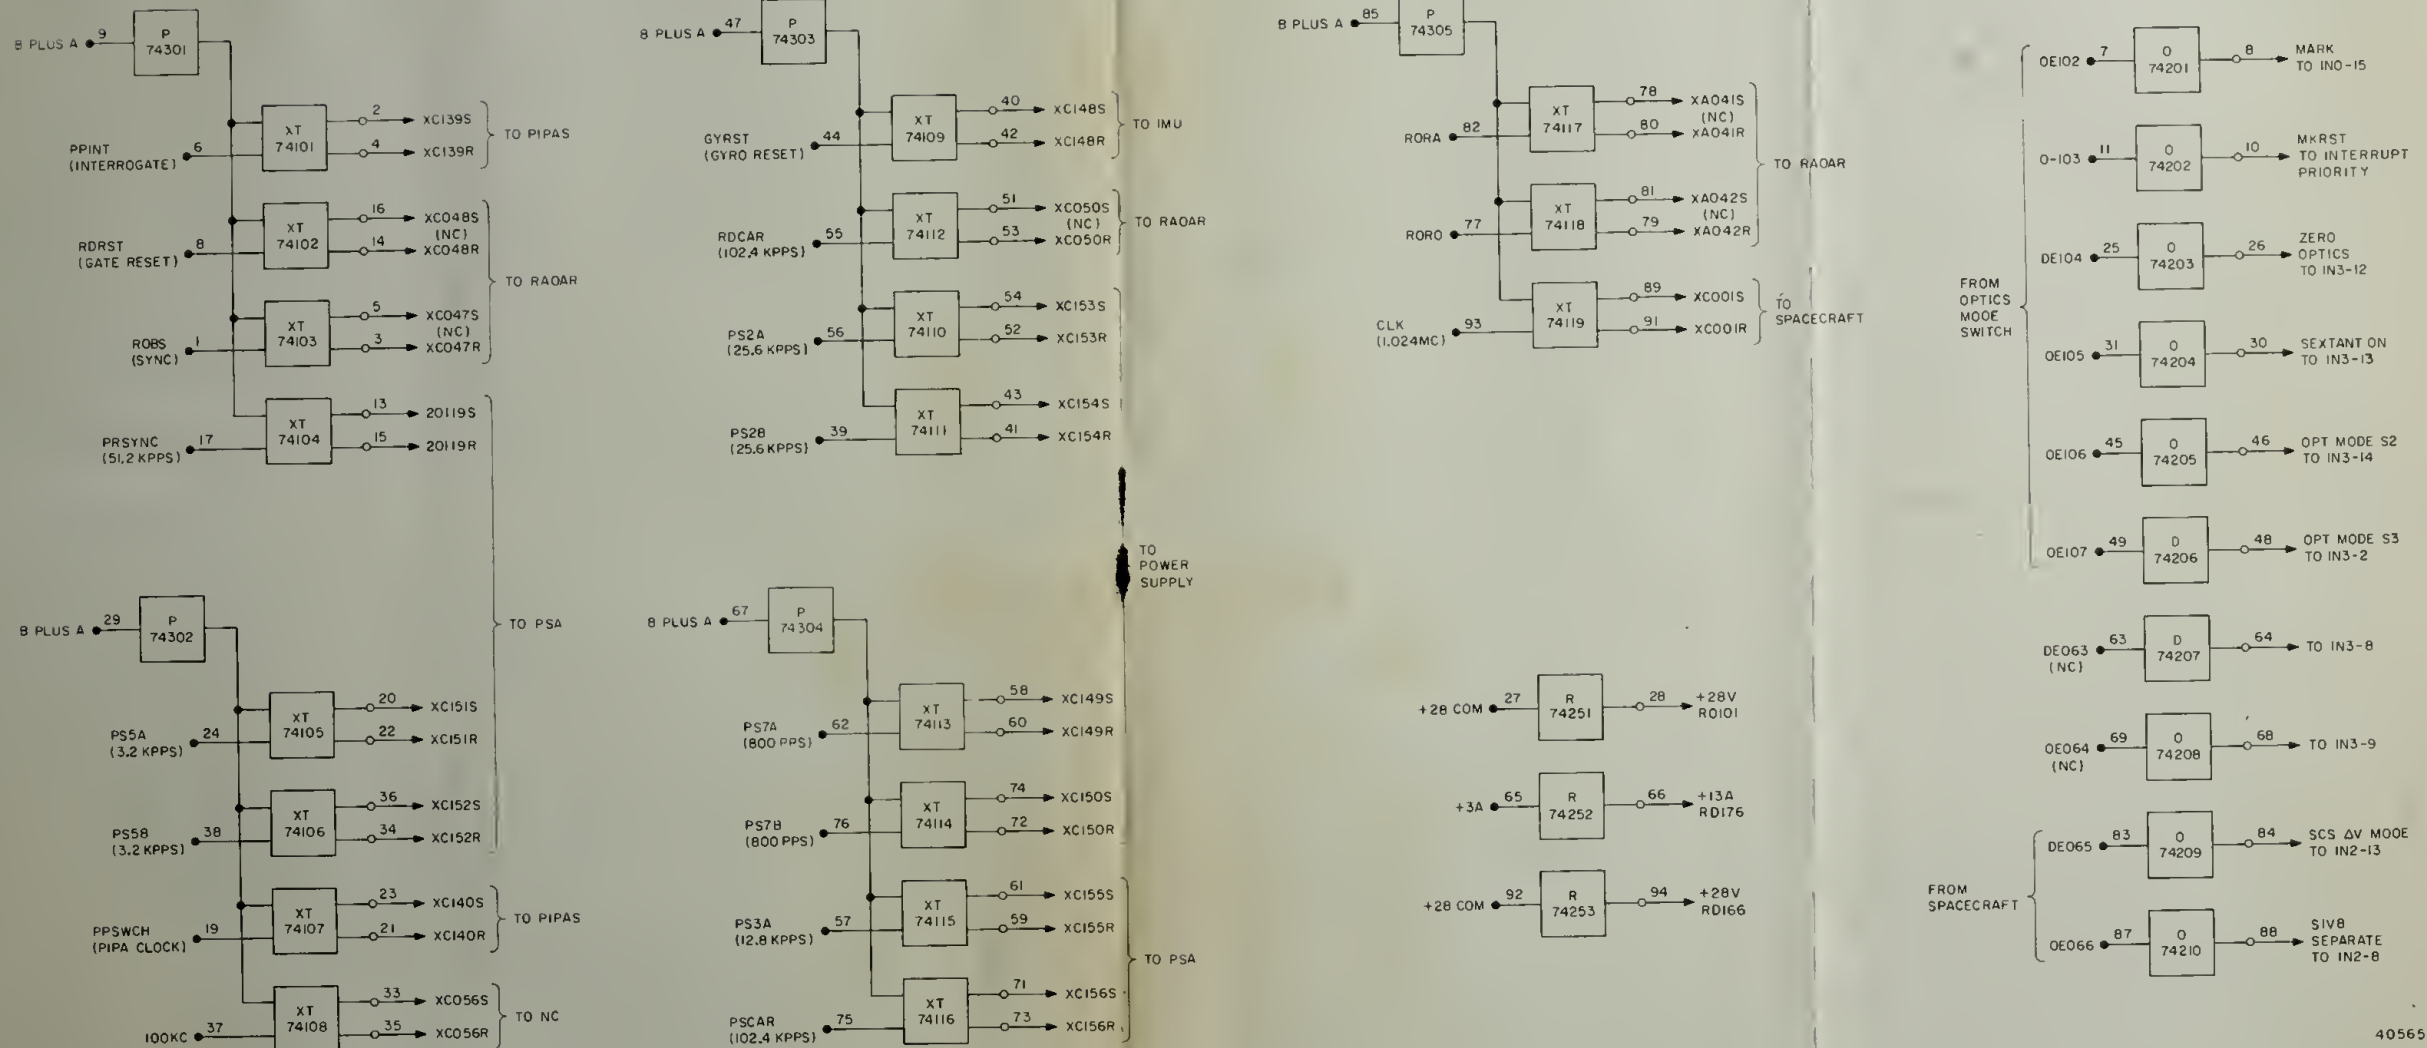 B PLUS A 9
P
74301
PPINT
(INTERROGATE)
6
XT
74101
2 XC139S
4 XC139R
TO PIPAS
RDRST
(GATE RESET)
8
XT
74102
16 XC048S
(NC)
14 XC048R
ROBS
(SYNC)
1
XT
74103
5 XC047S
(NC)
3 XC047R
TO RAOAR
PRSYNC
(51.2 KPPS)
17
XT
74104
13 20119S
15 20119R
B PLUS A 29
P
74302
TO PSA
PS5A
(3.2 KPPS)
24
XT
74105
20 XC151S
22 XC151R
PS5B
(3.2 KPPS)
38
XT
74106
36 XC152S
34 XC152R
PPSWCH
(PIPA CLOCK)
19
XT
74107
23 XC140S
21 XC140R
TO PIPAS
100KC 37
XT
74108
33 XC056S
35 XC056R
TO NC
B PLUS A 47
P
74303
GYRST
(GYRO RESET)
44
XT
74109
40 XC148S
42 XC148R
TO IMU
RDCAR
(102.4 KPPS)
55
XT
74112
51 XC050S
(NC)
53 XC050R
TO RAOAR
PS2A
(25.6 KPPS)
56
XT
74110
54 XC153S
52 XC153R
PS2B
(25.6 KPPS)
39
XT
74111
43 XC154S
41 XC154R
TO
POWER
SUPPLY
B PLUS A 67
P
74304
PS7A
(800 PPS)
62
XT
74113
58 XC149S
60 XC149R
PS7B
(800 PPS)
76
XT
74114
74 XC150S
72 XC150R
PS3A
(12.8 KPPS)
57
XT
74115
61 XC155S
59 XC155R
PSCAR
(102.4 KPPS)
75
XT
74116
71 XC156S
73 XC156R
TO PSA
B PLUS A 85
P
74305
RORA 82
XT
74117
78 XA041S
(NC)
80 XA041R
RORO 77
XT
74118
81 XA042S
(NC)
79 XA042R
TO RAOAR
CLK
(1.024MC)
93
XT
74119
89 XC001S
91 XC001R
TO
SPACECRAFT
+28 COM 27
R
74251
28 +28V
RO101
+3A 65
R
74252
66 +13A
RD176
+28 COM 92
R
74253
94 +28V
RD166
FROM
OPTICS
MODE
SWITCH
OE102 7
O
74201
8 MARK
TO IN0-15
O-103 11
O
74202
10 MKRST
TO INTERRUPT
PRIORITY
DE104 25
O
74203
26 ZERO
OPTICS
TO IN3-12
OE105 31
O
74204
30 SEXTANT ON
TO IN3-13
OE106 45
O
74205
46 OPT MODE S2
TO IN3-14
OE107 49
D
74206
48 OPT MODE S3
TO IN3-2
DE063
(NC)
63
D
74207
64 TO IN3-8
OE064
(NC)
69
O
74208
68 TO IN3-9
FROM
SPACECRAFT
DE065 83
O
74209
84 SCS ΔV MOOE
TO IN2-13
OE066 87
O
74210
88 SIVB
SEPARATE
TO IN2-8
40565